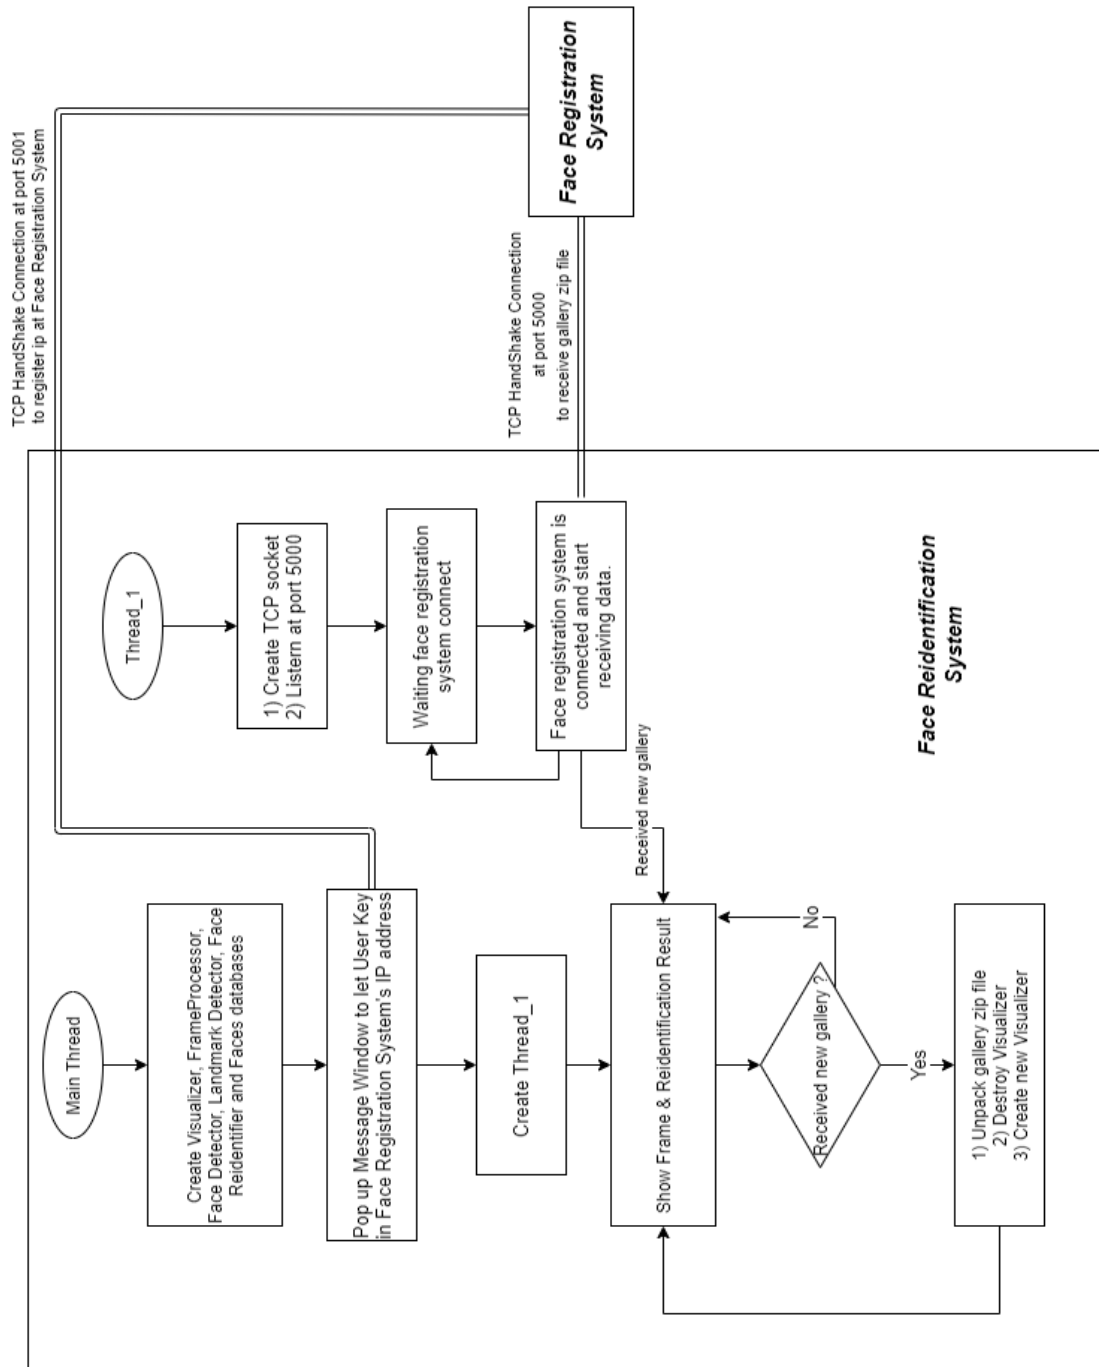 Main Thread
Create Visualizer, FrameProcessor,
Face Detector, Landmark Detector, Face
Reidentifier and Faces databases
Pop up Message Window to let User Key
in Face Registration System's IP address
Create Thread_1
Show Frame & Reidentification Result
Received new gallery ?
No
Yes
1) Unpack gallery zip file
2) Destroy Visualizer
3) Create new Visualizer
Thread_1
1) Create TCP socket
2) Listern at port 5000
Waiting face registration
system connect
Face registration system is
connected and start
receiving data.
Received new gallery
Face Reidentification
System
TCP HandShake Connection at port 5001
to register ip at Face Registration System
TCP HandShake Connection
at port 5000
to receive gallery zip file
Face Registration
System